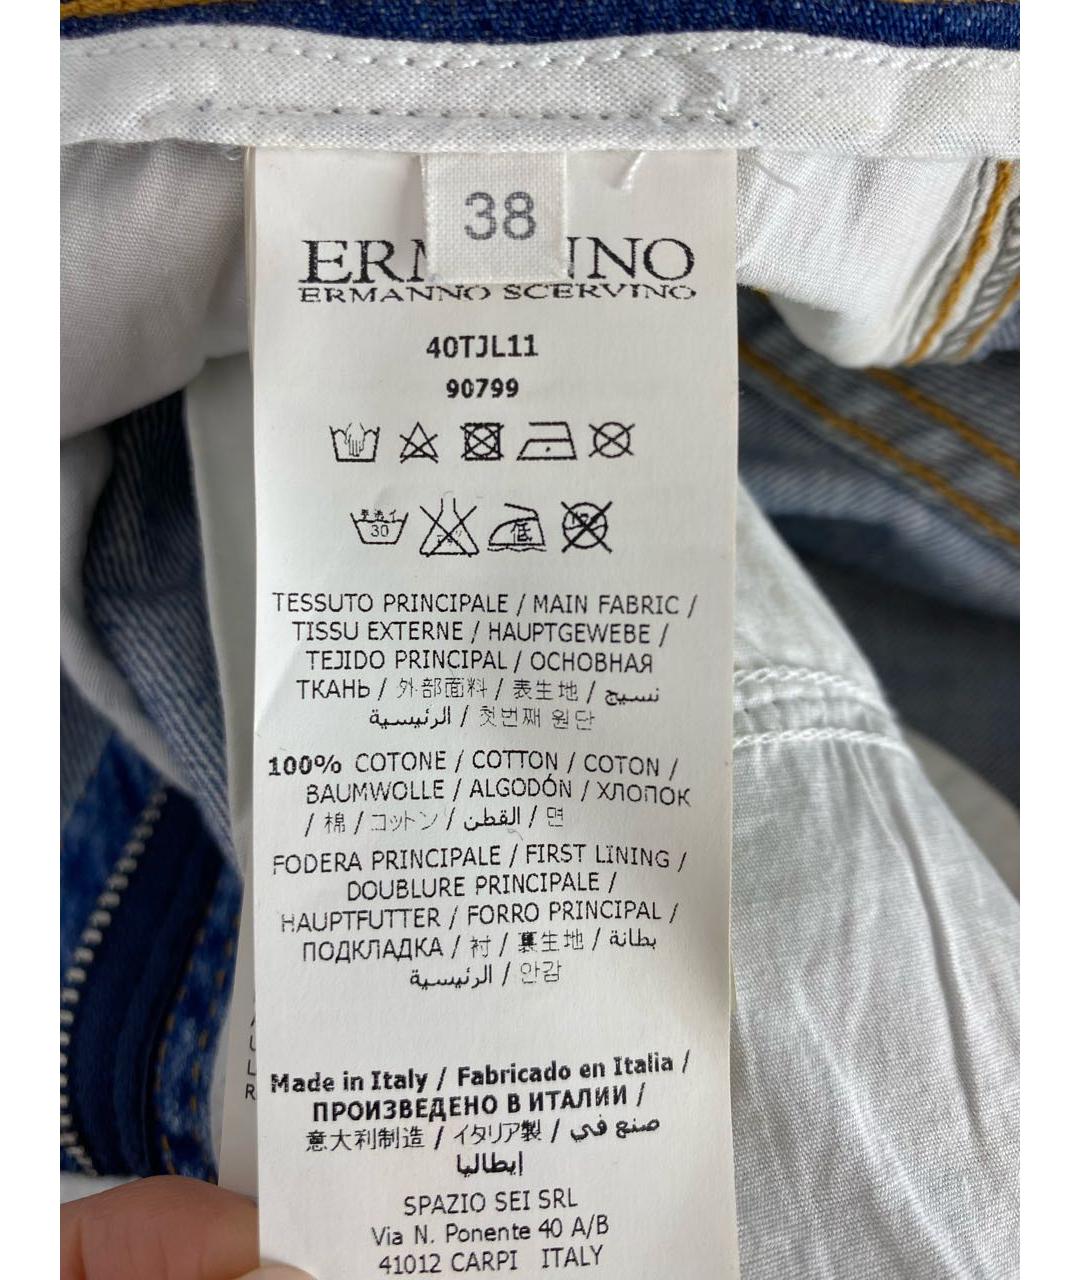 38
ERMANNO
ERMANNO SCERVINO
40TJL11
90799
30
低
TESSUTO PRINCIPALE / MAIN FABRIC /
TISSU EXTERNE / HAUPTGEWEBE /
TEJIDO PRINCIPAL / ОСНОВНАЯ
ТКАНЬ / 外部面料 / 表生地 / نسيج
الرئيسية / 첫번째 원단
100% COTONE / COTTON / COTON /
BAUMWOLLE / ALGODÓN / ХЛОПОК
/ 棉 / コットン / القطن / 면
FODERA PRINCIPALE / FIRST LINING /
DOUBLURE PRINCIPALE /
HAUPTFUTTER / FORRO PRINCIPAL /
ПОДКЛАДКА / 衬 / 裏生地 / بطانة
الرئيسية / 안감
Made in Italy / Fabricado en Italia /
ПРОИЗВЕДЕНО В ИТАЛИИ /
意大利制造 / イタリア製 / صنع في
إيطاليا
SPAZIO SEI SRL
Via N. Ponente 40 A/B
41012 CARPI ITALY